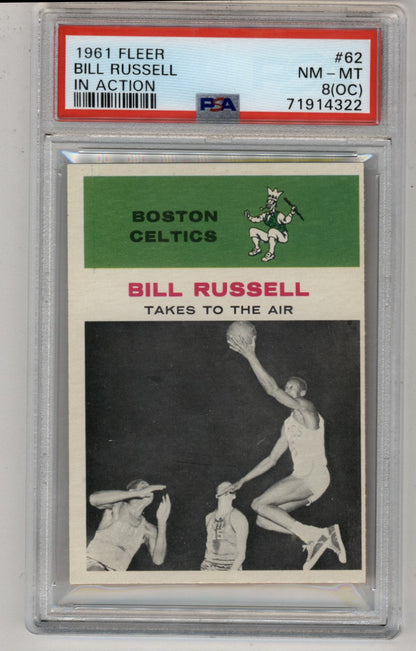 1961 FLEER #62
BILL RUSSELL NM - MT
IN ACTION 8(OC)
PSA 71914322
BOSTON
CELTICS
BILL RUSSELL
TAKES TO THE AIR